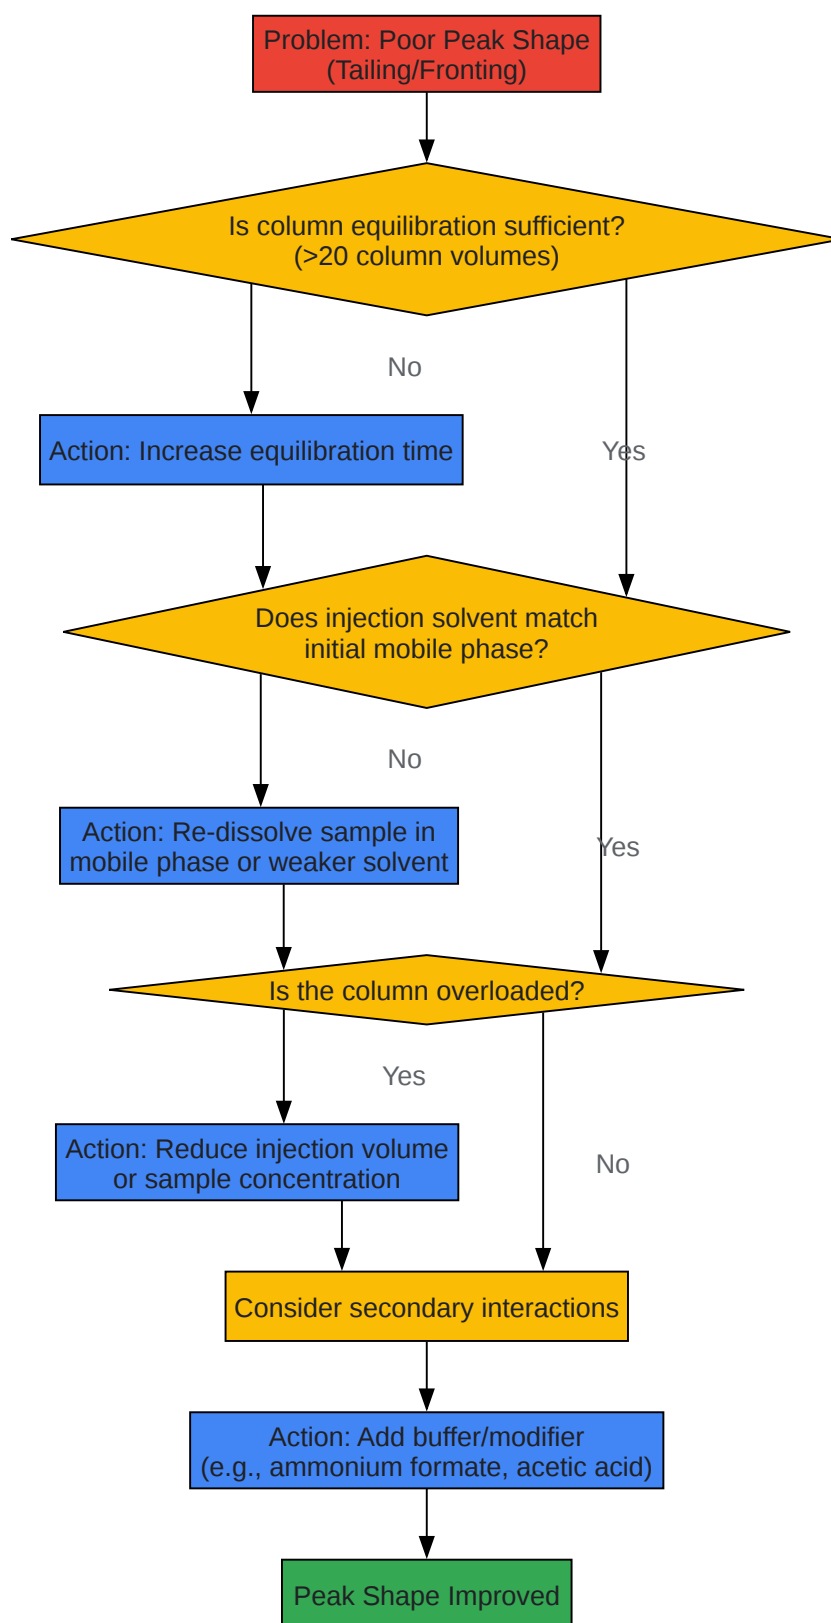 Problem: Poor Peak Shape
(Tailing/Fronting)
Is column equilibration sufficient?
(>20 column volumes)
No
Action: Increase equilibration time
Yes
Does injection solvent match
initial mobile phase?
No
Action: Re-dissolve sample in
mobile phase or weaker solvent
Yes
Is the column overloaded?
Yes
Action: Reduce injection volume
or sample concentration
No
Consider secondary interactions
Action: Add buffer/modifier
(e.g., ammonium formate, acetic acid)
Peak Shape Improved